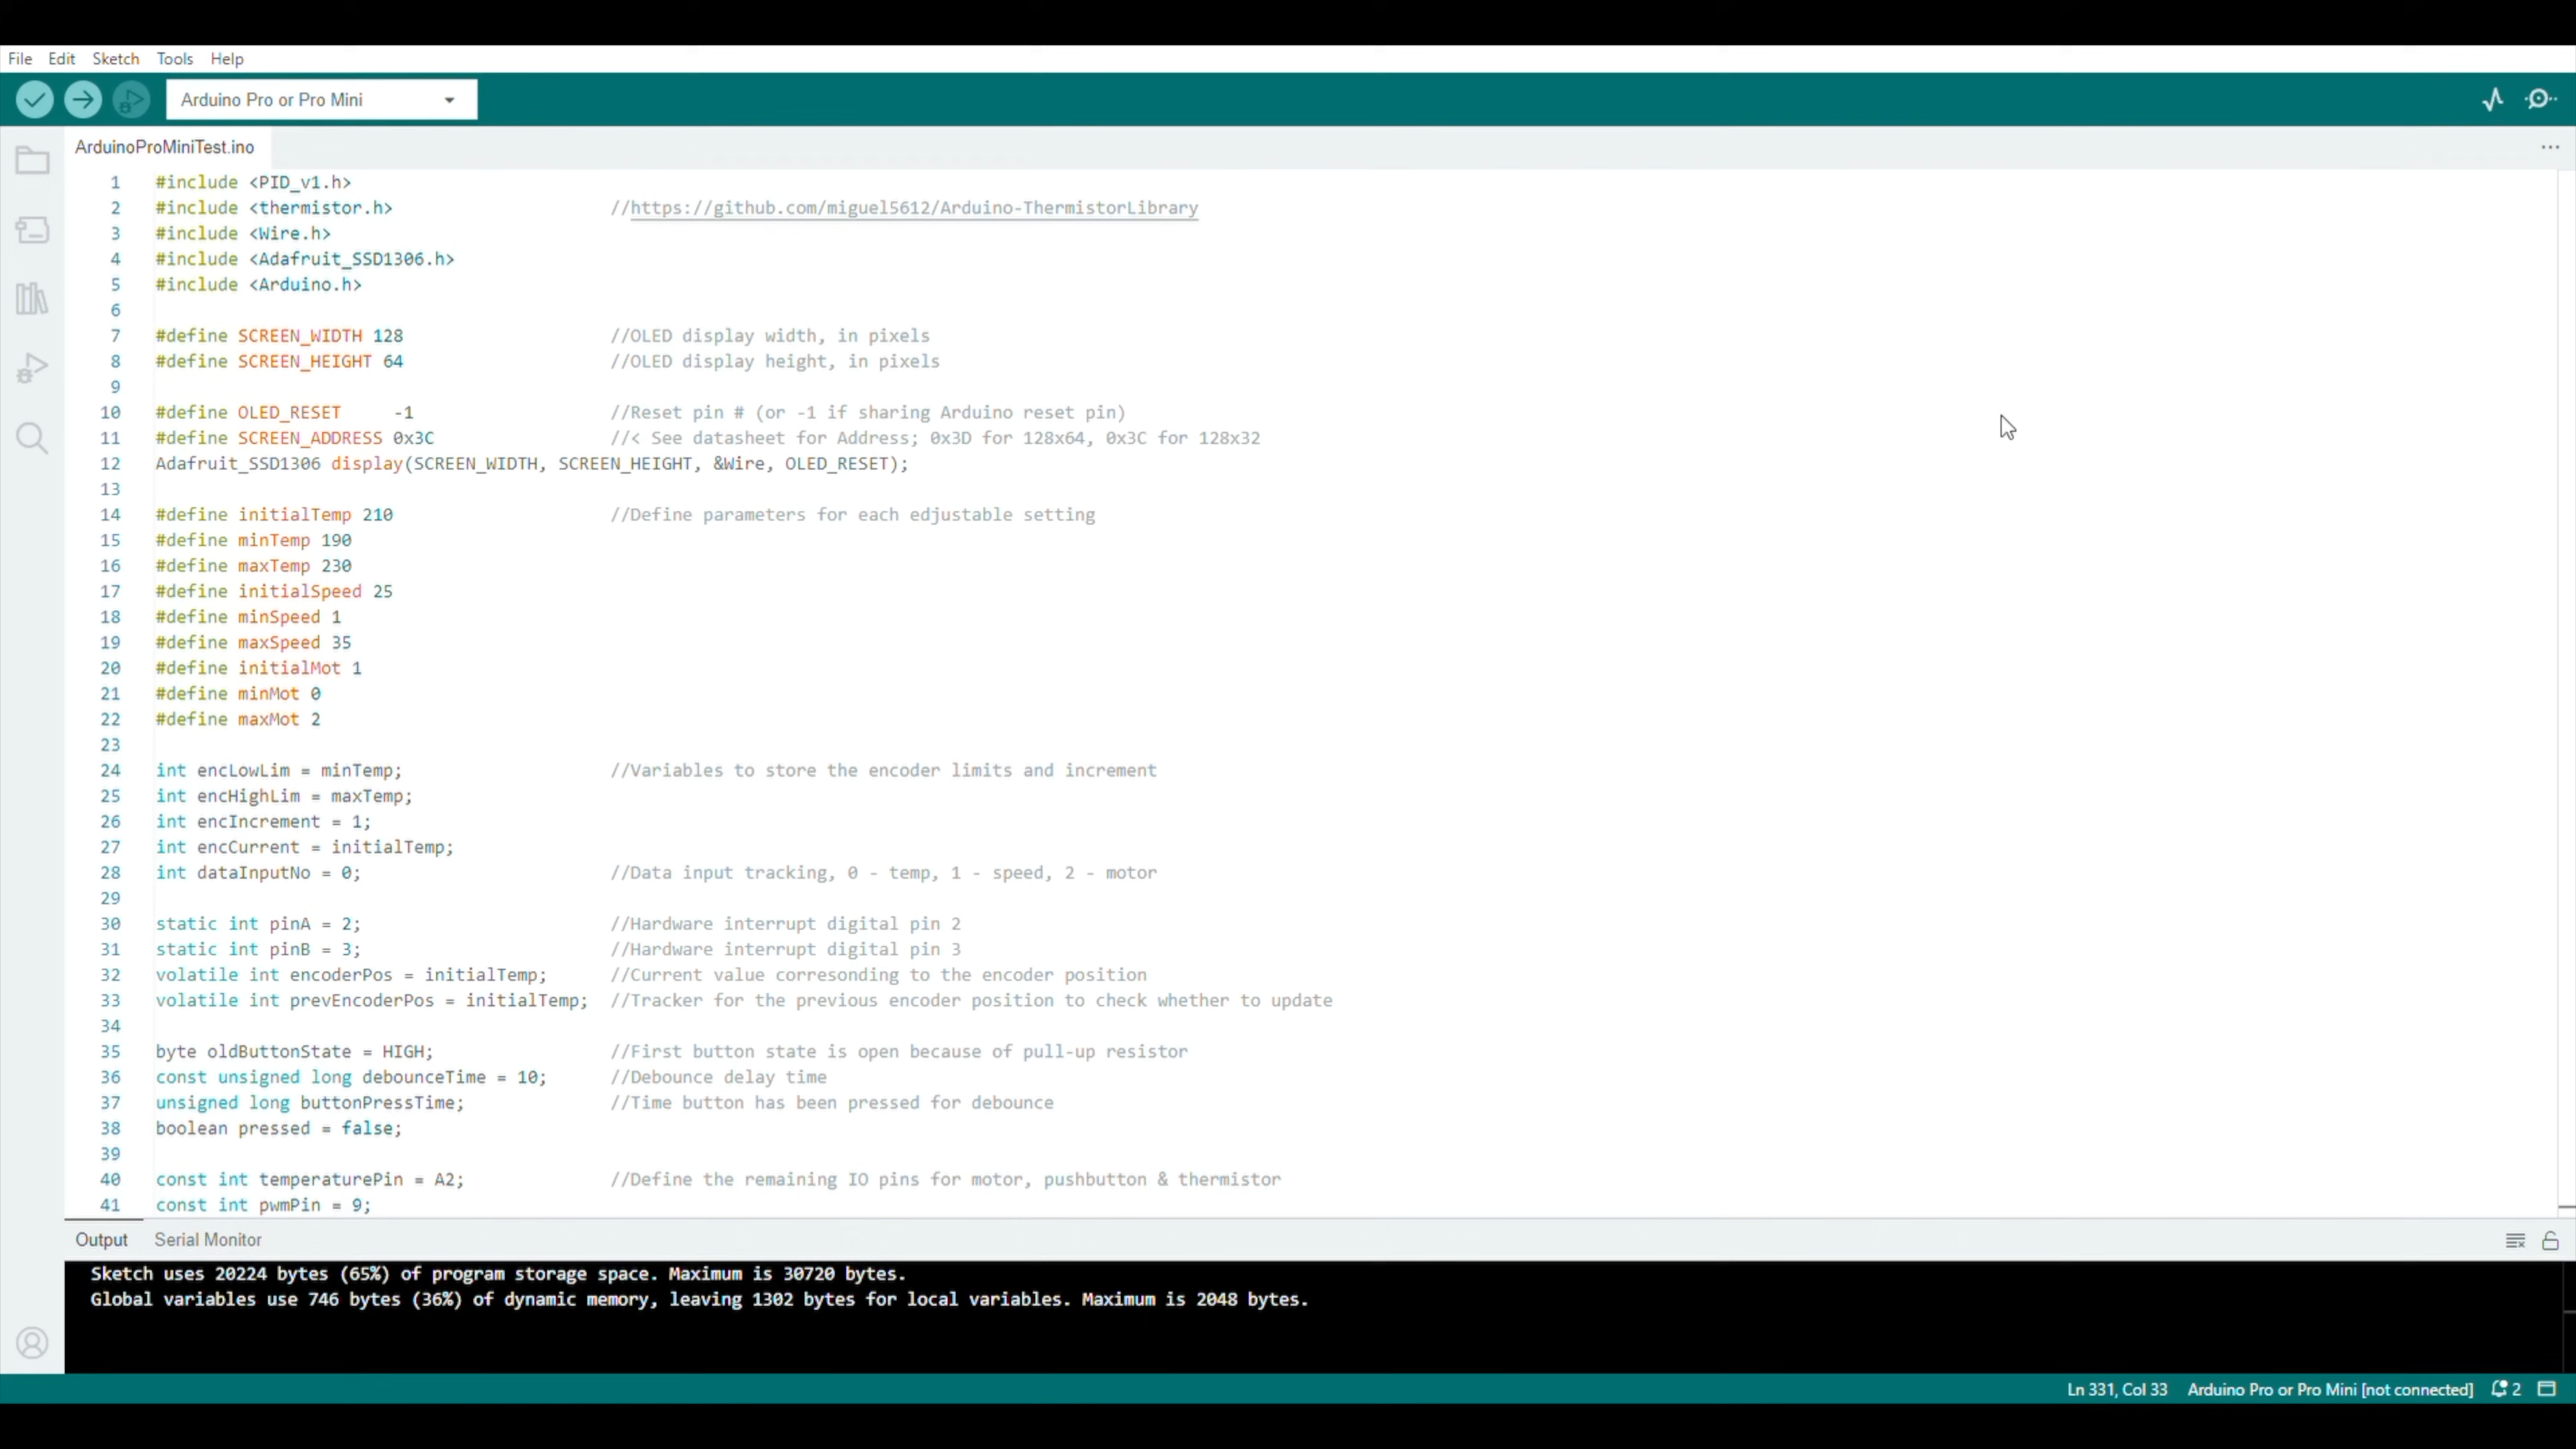 File Edit Sketch Tools Help
Arduino Pro or Pro Mini
ArduinoProMiniTest.ino
1 #include <PID_v1.h>
2 #include <thermistor.h> //https://github.com/miguel5612/Arduino-ThermistorLibrary
3 #include <Wire.h>
4 #include <Adafruit_SSD1306.h>
5 #include <Arduino.h>
6
7 #define SCREEN_WIDTH 128 //OLED display width, in pixels
8 #define SCREEN_HEIGHT 64 //OLED display height, in pixels
9
10 #define OLED_RESET -1 //Reset pin # (or -1 if sharing Arduino reset pin)
11 #define SCREEN_ADDRESS 0x3C //< See datasheet for Address; 0x3D for 128x64, 0x3C for 128x32
12 Adafruit_SSD1306 display(SCREEN_WIDTH, SCREEN_HEIGHT, &Wire, OLED_RESET);
13
14 #define initialTemp 210 //Define parameters for each edjustable setting
15 #define minTemp 190
16 #define maxTemp 230
17 #define initialSpeed 25
18 #define minSpeed 1
19 #define maxSpeed 35
20 #define initialMot 1
21 #define minMot 0
22 #define maxMot 2
23
24 int encLowLim = minTemp; //Variables to store the encoder limits and increment
25 int encHighLim = maxTemp;
26 int encIncrement = 1;
27 int encCurrent = initialTemp;
28 int dataInputNo = 0; //Data input tracking, 0 - temp, 1 - speed, 2 - motor
29
30 static int pinA = 2; //Hardware interrupt digital pin 2
31 static int pinB = 3; //Hardware interrupt digital pin 3
32 volatile int encoderPos = initialTemp; //Current value corresonding to the encoder position
33 volatile int prevEncoderPos = initialTemp; //Tracker for the previous encoder position to check whether to update
34
35 byte oldButtonState = HIGH; //First button state is open because of pull-up resistor
36 const unsigned long debounceTime = 10; //Debounce delay time
37 unsigned long buttonPressTime; //Time button has been pressed for debounce
38 boolean pressed = false;
39
40 const int temperaturePin = A2; //Define the remaining IO pins for motor, pushbutton & thermistor
41 const int pwmPin = 9;
Output Serial Monitor
Sketch uses 20224 bytes (65%) of program storage space. Maximum is 30720 bytes.
Global variables use 746 bytes (36%) of dynamic memory, leaving 1302 bytes for local variables. Maximum is 2048 bytes.
Ln 331, Col 33 Arduino Pro or Pro Mini [not connected] 2